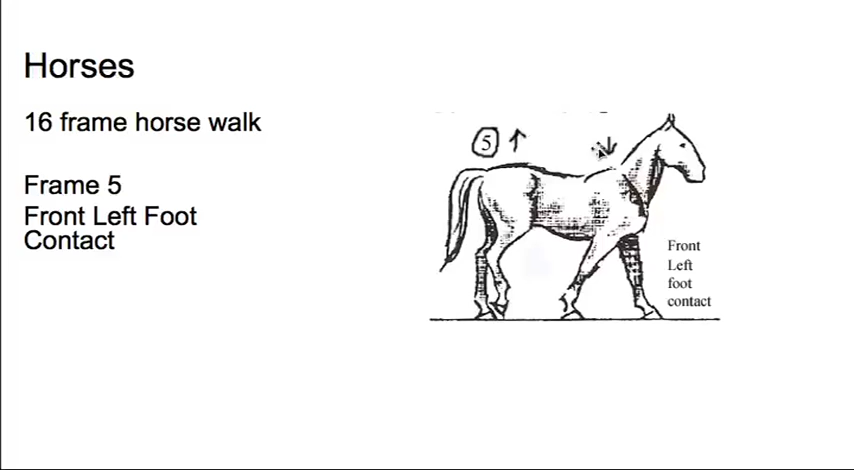 Horses
16 frame horse walk
Frame 5
Front Left Foot
Contact
5
Front
Left
foot
contact